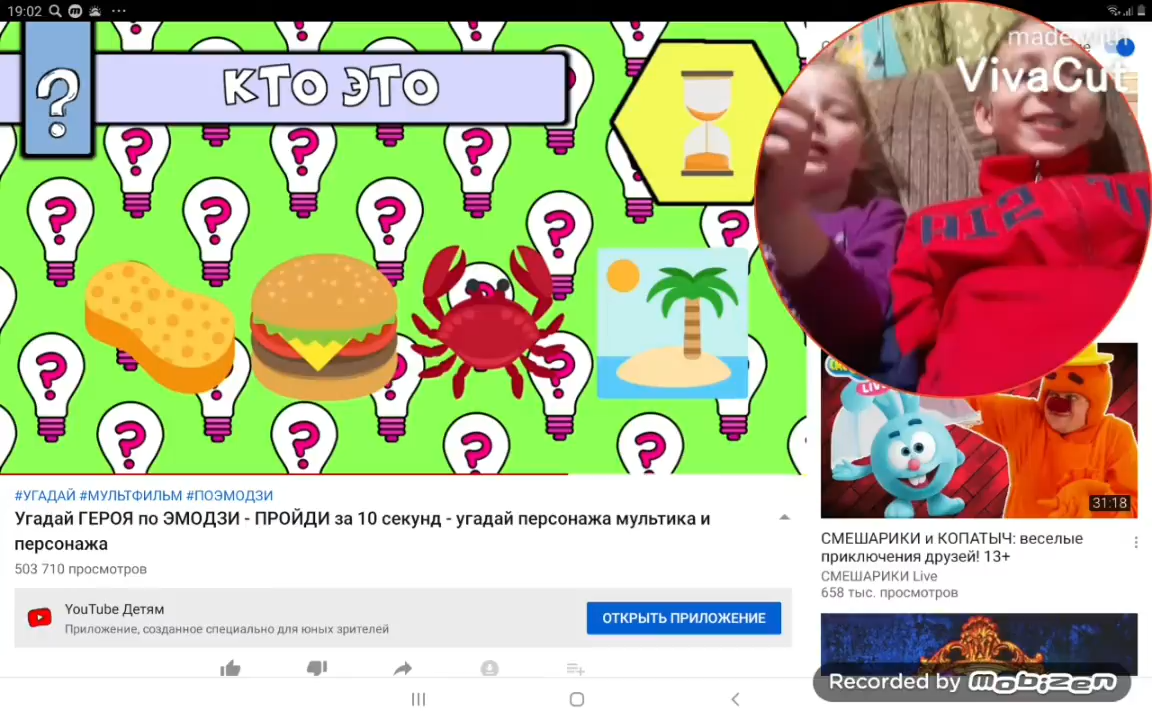 19:02
КТО ЭТО
made with
VivaCut
#УГАДАЙ #МУЛЬТФИЛЬМ #ПОЭМОДЗИ
Угадай ГЕРОЯ по ЭМОДЗИ - ПРОЙДИ за 10 секунд - угадай персонажа мультика и
персонажа
503 710 просмотров
YouTube Детям
Приложение, созданное специально для юных зрителей
ОТКРЫТЬ ПРИЛОЖЕНИЕ
LIVE
31:18
СМЕШАРИКИ и КОПАТЫЧ: веселые
приключения друзей! 13+
СМЕШАРИКИ Live
658 тыс. просмотров
Recorded by mobizen